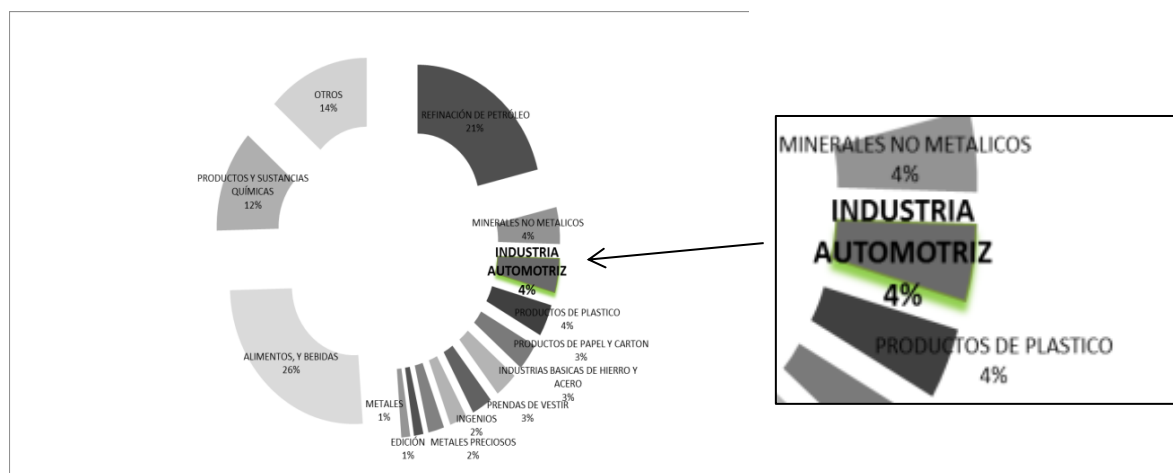 OTROS
14%
REFINACIÓN DE PETRÓLEO
21%
PRODUCTOS Y SUSTANCIAS
QUÍMICAS
12%
MINERALES NO METALICOS
4%
INDUSTRIA
AUTOMOTRIZ
4%
PRODUCTOS DE PLASTICO
4%
PRODUCTOS DE PAPEL Y CARTON
3%
INDUSTRIAS BASICAS DE HIERRO Y
ACERO
3%
PRENDAS DE VESTIR
3%
INGENIOS
2%
METALES PRECIOSOS
2%
EDICIÓN
1%
METALES
1%
ALIMENTOS, Y BEBIDAS
26%
MINERALES NO METALICOS
4%
INDUSTRIA
AUTOMOTRIZ
4%
PRODUCTOS DE PLASTICO
4%